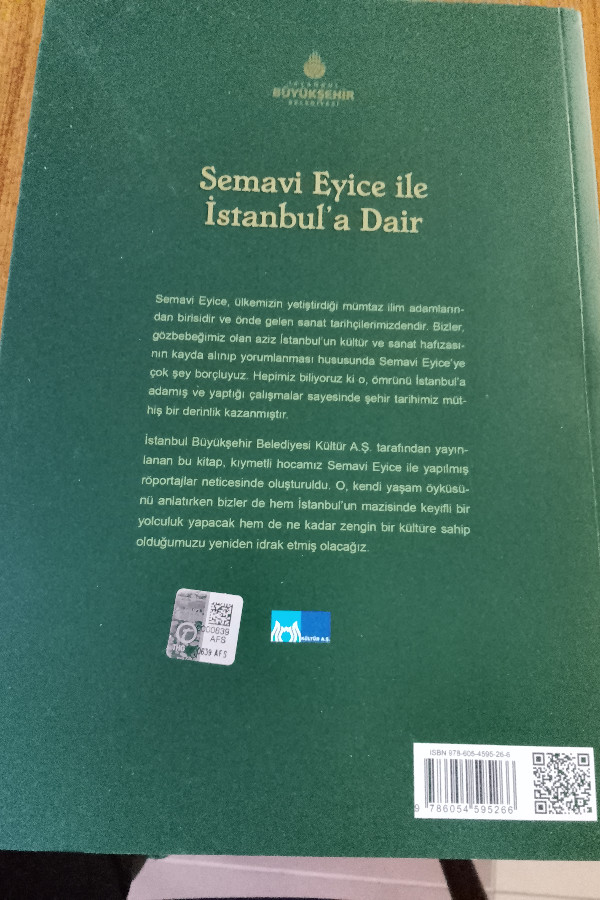 İSTANBUL
BÜYÜKŞEHİR
BELEDİYESİ
Semavi Eyice ile
İstanbul'a Dair
Semavi Eyice, ülkemizin yetiştirdiği mümtaz ilim adamların-
dan birisidir ve önde gelen sanat tarihçilerimizdendir. Bizler,
gözbebeğimiz olan aziz İstanbul'un kültür ve sanat hafızası-
nın kayda alınıp yorumlanması hususunda Semavi Eyice'ye
çok şey borçluyuz. Hepimiz biliyoruz ki o, ömrünü İstanbul'a
adamış ve yaptığı çalışmalar sayesinde şehir tarihimiz müt-
hiş bir derinlik kazanmıştır.
İstanbul Büyükşehir Belediyesi Kültür A.Ş. tarafından yayın-
lanan bu kitap, kıymetli hocamız Semavi Eyice ile yapılmış
röportajlar neticesinde oluşturuldu. O, kendi yaşam öyküsü-
nü anlatırken bizler de hem İstanbul'un mazisinde keyifli bir
yolculuk yapacak hem de ne kadar zengin bir kültüre sahip
olduğumuzu yeniden idrak etmiş olacağız.
000639
AFS
0639 AFS
KÜLTÜR A.Ş.
ISBN 978-605-4595-26-6
9 786054 595266